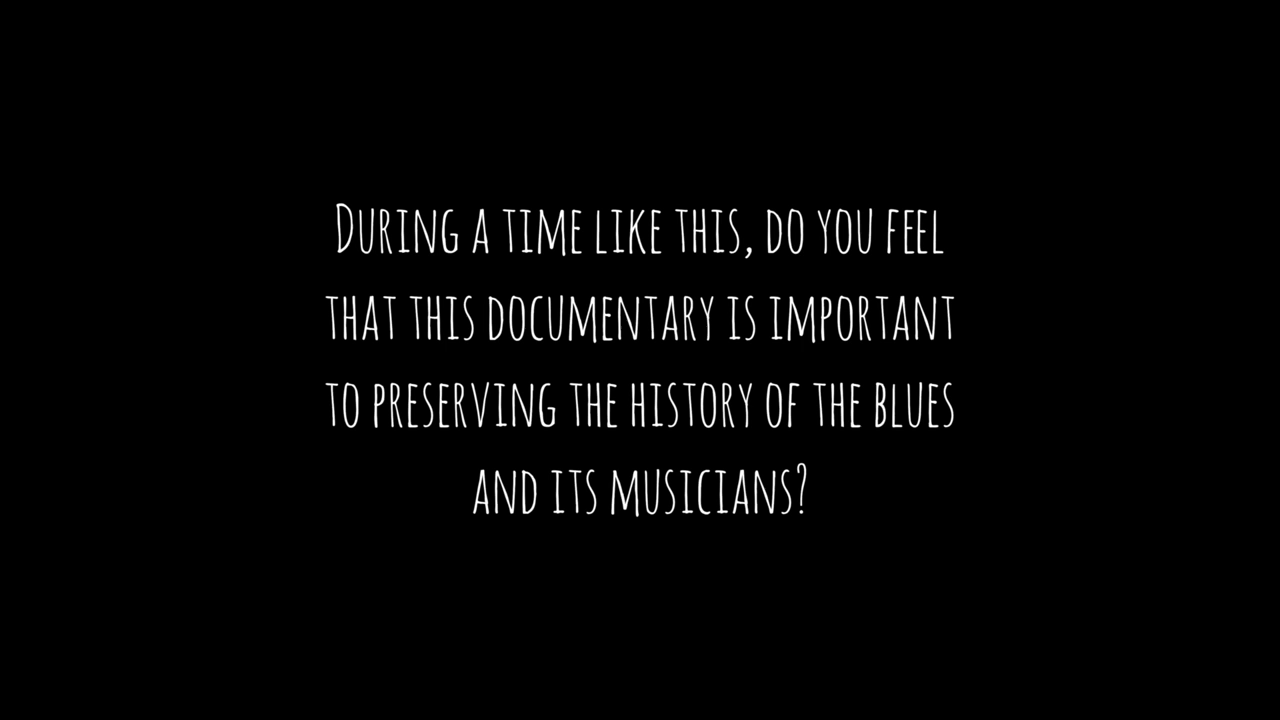 During a time like this, do you feel
that this documentary is important
to preserving the history of the blues
and its musicians?